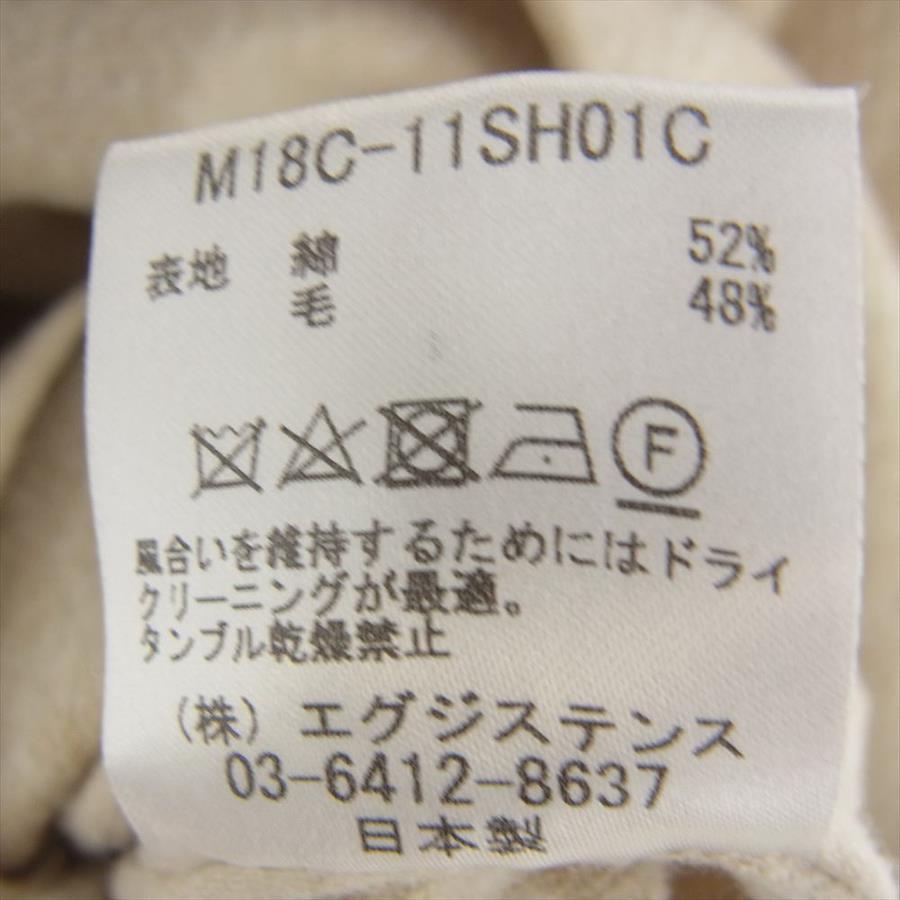 M18C-11SH01C
表地 綿 52%
毛 48%
F
風合いを維持するためにはドライ
クリーニングが最適。
タンブル乾燥禁止
(株) エグジステンス
03-6412-8637
日本製